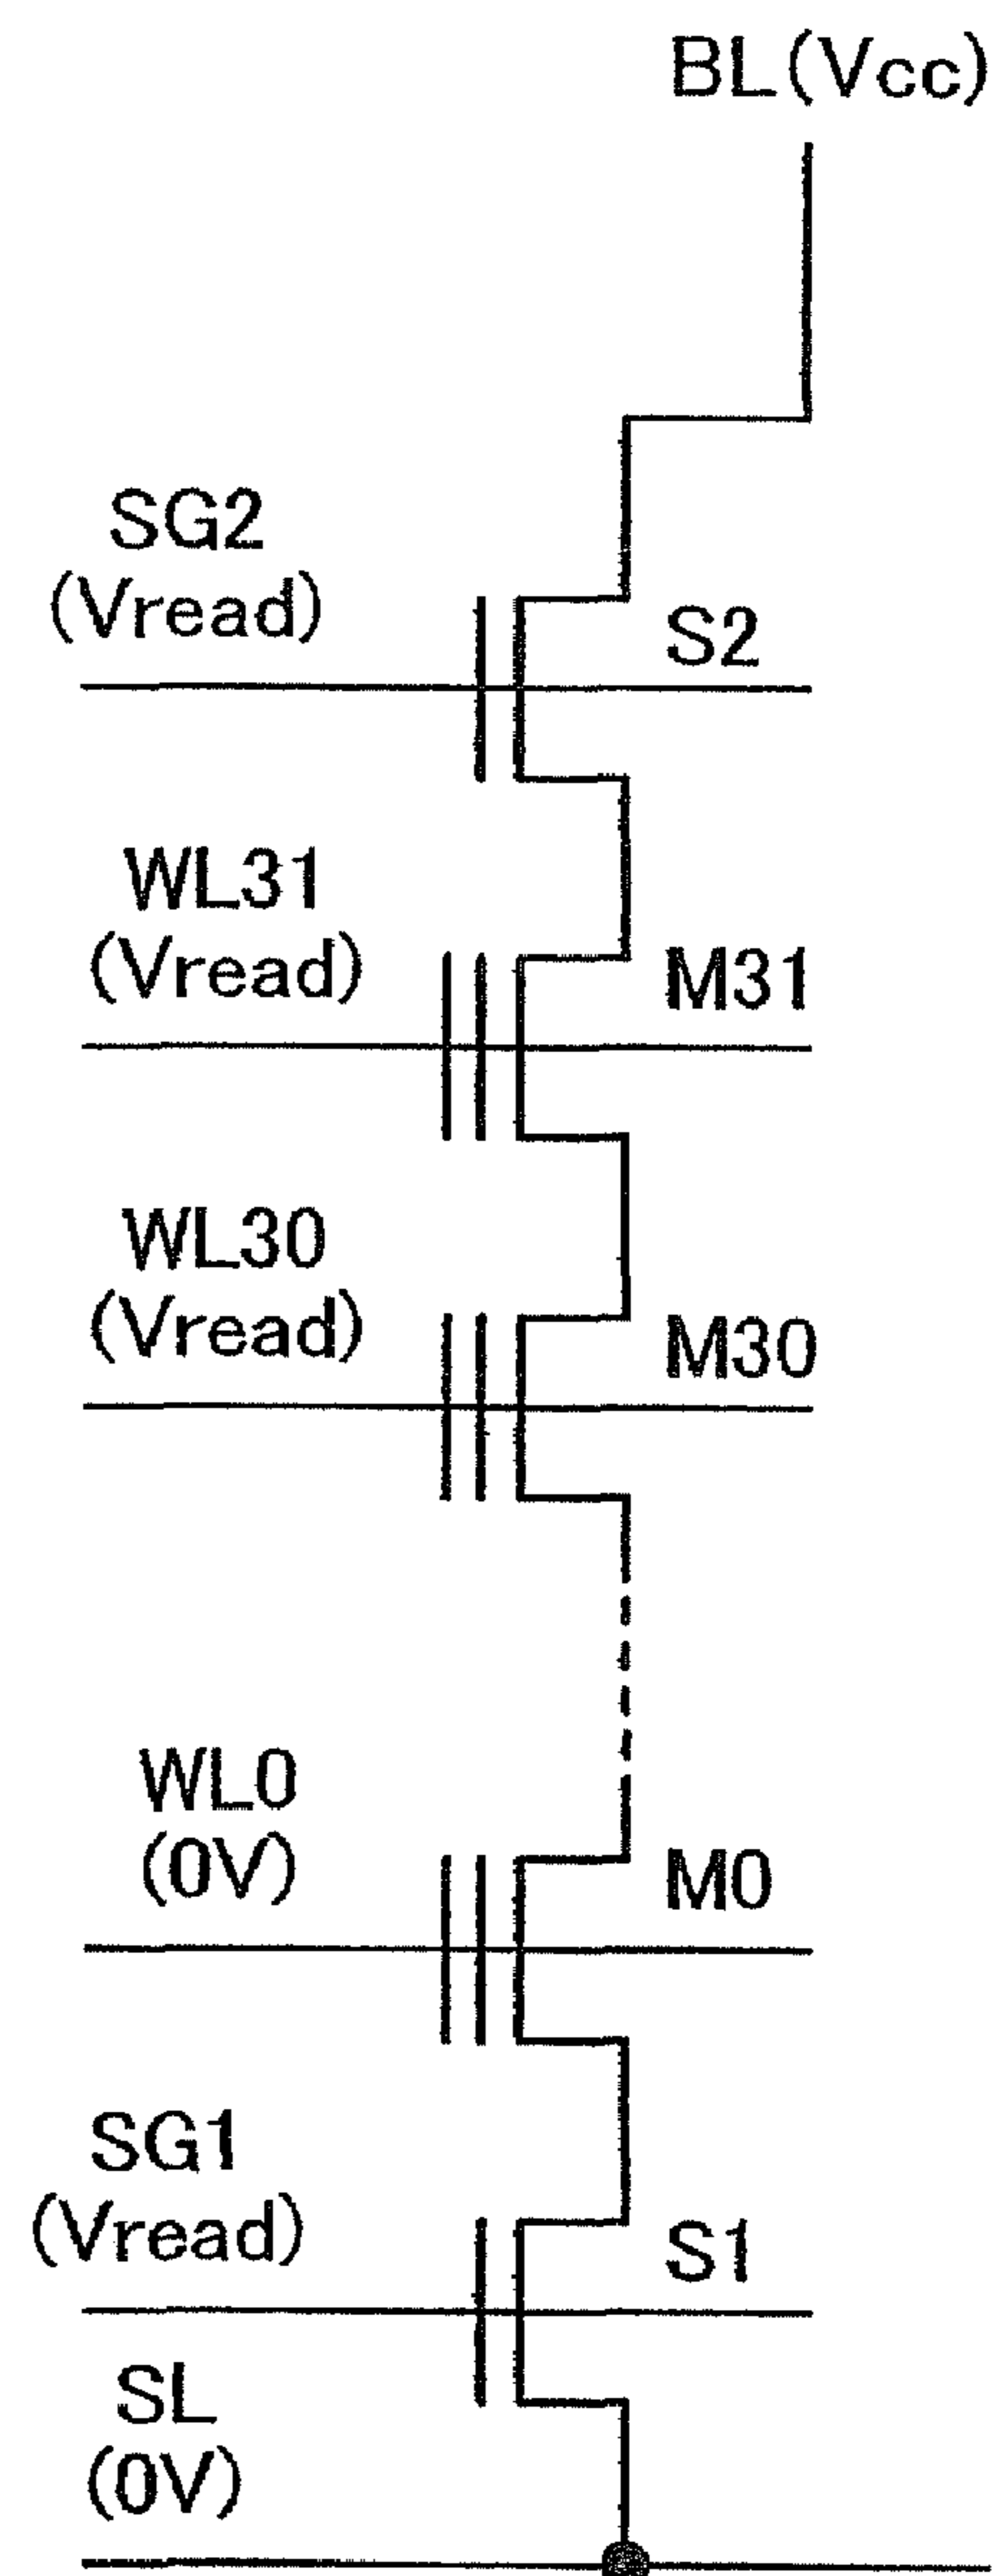 BL(Vcc)
SG2
(Vread)
S2
WL31
(Vread)
M31
WL30
(Vread)
M30
WL0
(0V)
M0
SG1
(Vread)
S1
SL
(0V)